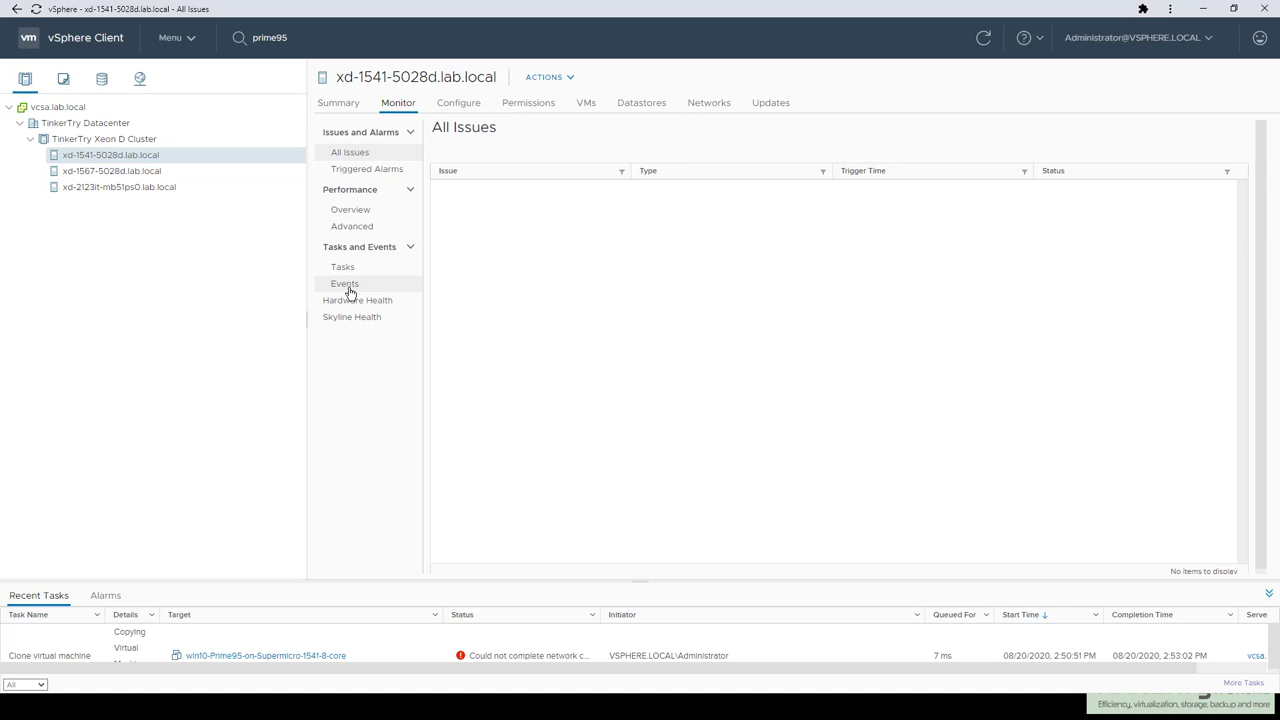 vSphere - xd-1541-5028d.lab.local - All Issues
vm vSphere Client Menu prime95 Administrator@VSPHERE.LOCAL
xd-1541-5028d.lab.local ACTIONS
Summary Monitor Configure Permissions VMs Datastores Networks Updates
vcsa.lab.local
TinkerTry Datacenter
TinkerTry Xeon D Cluster
xd-1541-5028d.lab.local
xd-1567-5028d.lab.local
xd-2123it-mb51ps0.lab.local
Issues and Alarms
All Issues
Triggered Alarms
Performance
Overview
Advanced
Tasks and Events
Tasks
Events
Hardware Health
Skyline Health
All Issues
Issue Type Trigger Time Status
No items to display
Recent Tasks Alarms
Task Name Details Target Status Initiator Queued For Start Time Completion Time Serve
Copying
Virtual
Clone virtual machine win10-Prime95-on-Supermicro-1541-8-core Could not complete network c... VSPHERE.LOCAL\Administrator 7 ms 08/20/2020, 2:50:51 PM 08/20/2020, 2:53:02 PM vcsa.
All More Tasks
Efficiency, virtualization, storage, backup and more